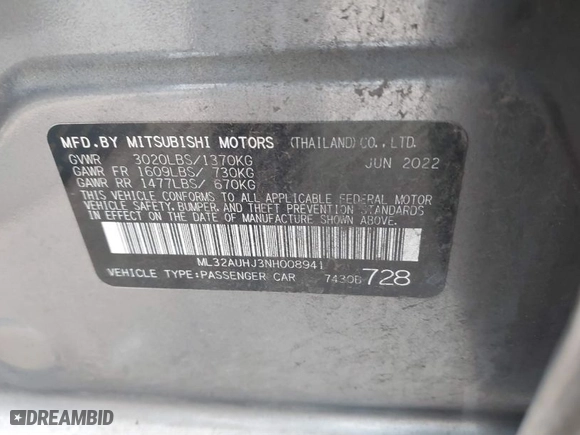 MFD.BY MITSUBISHI MOTORS (THAILAND)CO.,LTD.
GVWR 3020LBS/1370KG JUN 2022
GAWR FR 1609LBS/ 730KG
GAWR RR 1477LBS/ 670KG
THIS VEHICLE CONFORMS TO ALL APPLICABLE FEDERAL MOTOR
VEHICLE SAFETY,BUMPER,AND THEFT PREVENTION STANDARDS
IN EFFECT ON THE DATE OF MANUFACTURE SHOWN ABOVE.
ML32AUHJ3NH008941
VEHICLE TYPE:PASSENGER CAR 7430B 728
DREAMBID